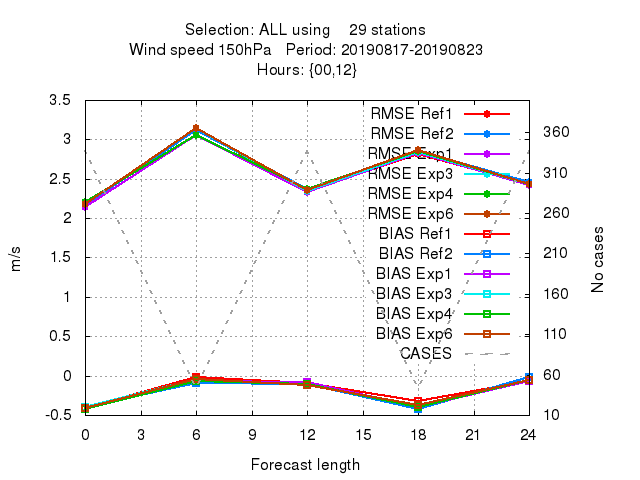 Selection: ALL using 29 stations
Wind speed 150hPa Period: 20190817-20190823
Hours: {00,12}
3.5
3
2.5
2
1.5
1
0.5
0
-0.5
m/s
RMSE Ref1
RMSE Ref2
RMSE Exp1
RMSE Exp3
RMSE Exp4
RMSE Exp6
BIAS Ref1
BIAS Ref2
BIAS Exp1
BIAS Exp3
BIAS Exp4
BIAS Exp6
CASES
360
310
260
210
160
110
60
10
No cases
0 3 6 9 12 15 18 21 24
Forecast length